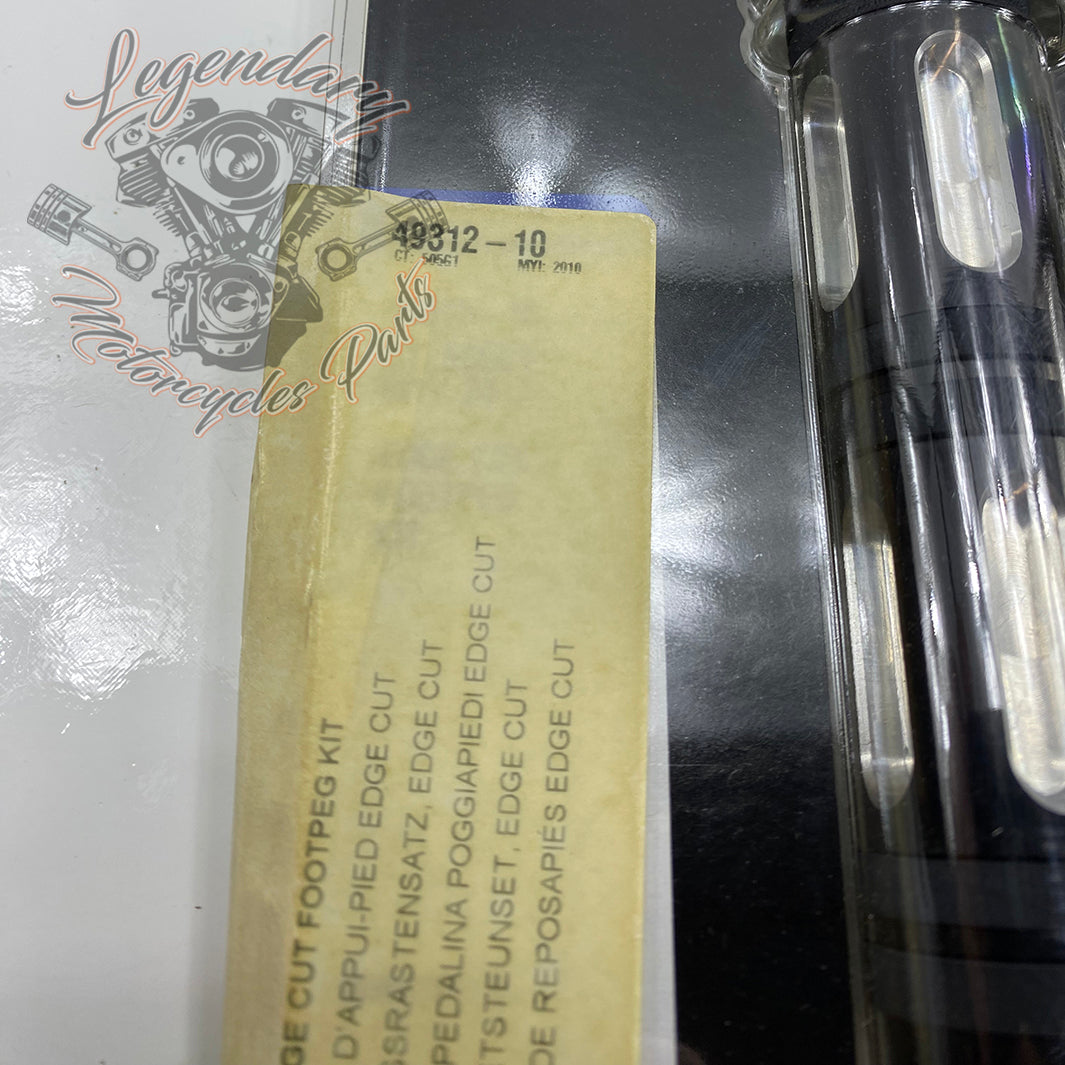 Legendary
Motorcycles Parts
49312-10
CT: 505G1 MYI: 2010
GE CUT FOOTPEG KIT
D'APPUI-PIED EDGE CUT
SSRASTENSATZ, EDGE CUT
PEDALINA POGGIAPIEDI EDGE CUT
TSTEUNSET, EDGE CUT
DE REPOSAPIÉS EDGE CUT